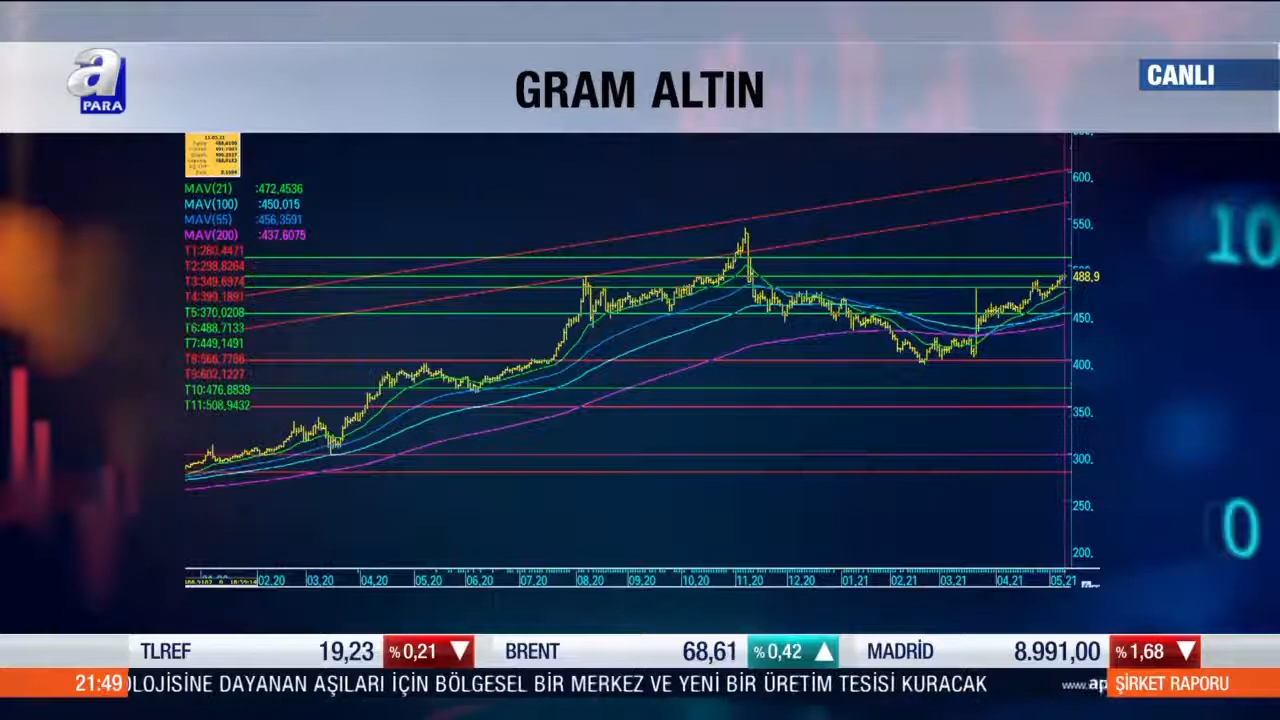 a
PARA
GRAM ALTIN
CANLI
MAV(21) :472,4536
MAV(100) :450,015
MAV(55) :456,3591
MAV(200) :437,6075
T1:280,4471
T2:298,8264
T3:349,6974
T4:399,1891
T5:370,0208
T6:488,7133
T7:449,1491
T8:566,7786
T9:602,1227
T10:476,8839
T11:508,9432
600,
550,
488,9
450,
400,
350,
300,
250,
200,
02,20 03,20 04,20 05,20 06,20 07,20 08,20 09,20 10,20 11,20 12,20 01,21 02,21 03,21 04,21 05,21
10
0
TLREF 19,23 %0,21 BRENT 68,61 %0,42 MADRİD 8.991,00 %1,68
21:49 OLOJİSİNE DAYANAN AŞILARI İÇİN BÖLGESEL BİR MERKEZ VE YENİ BİR ÜRETİM TESİSİ KURACAK www.ap ŞİRKET RAPORU